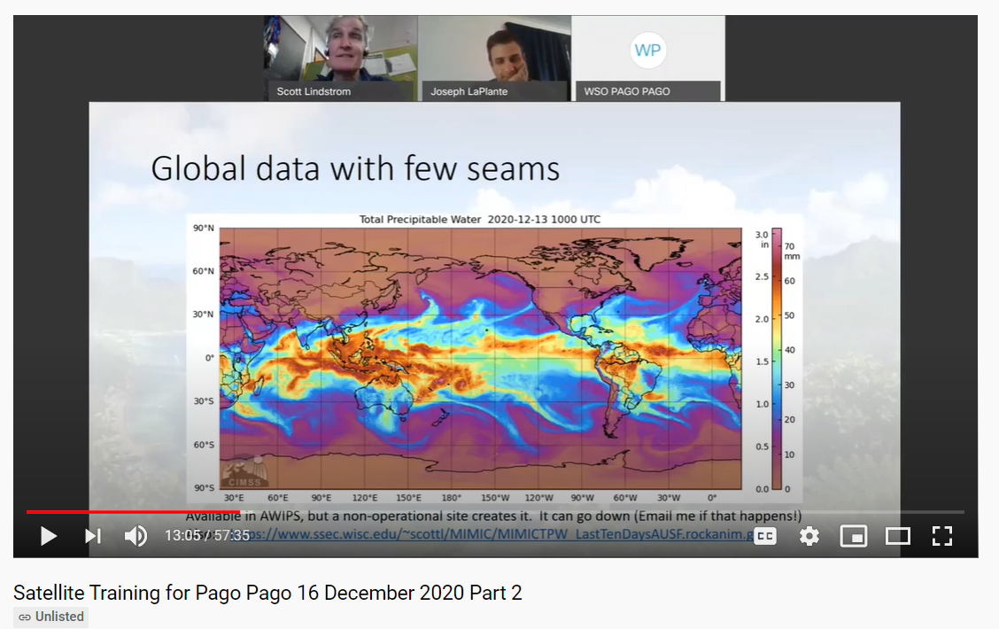 WP
Scott Lindstrom
Joseph LaPlante
WSO PAGO PAGO
Global data with few seams
Total Precipitable Water 2020-12-13 1000 UTC
90°N
60°N
30°N
0°
30°S
60°S
90°S
30°E 60°E 90°E 120°E 150°E 180° 150°W 120°W 90°W 60°W 30°W 0°
3.0
in
2.5
2.0
1.5
1.0
0.5
0.0
70
mm
60
50
40
30
20
10
0
CIMSS
Available in AWIPS, but a non-operational site creates it. It can go down (Email me if that happens!)
13:05 / 57:35
://www.ssec.wisc.edu/~scottl/MIMIC/MIMICTPW_LastTenDaysAUSF.rockanim.g
CC
Satellite Training for Pago Pago 16 December 2020 Part 2
Unlisted